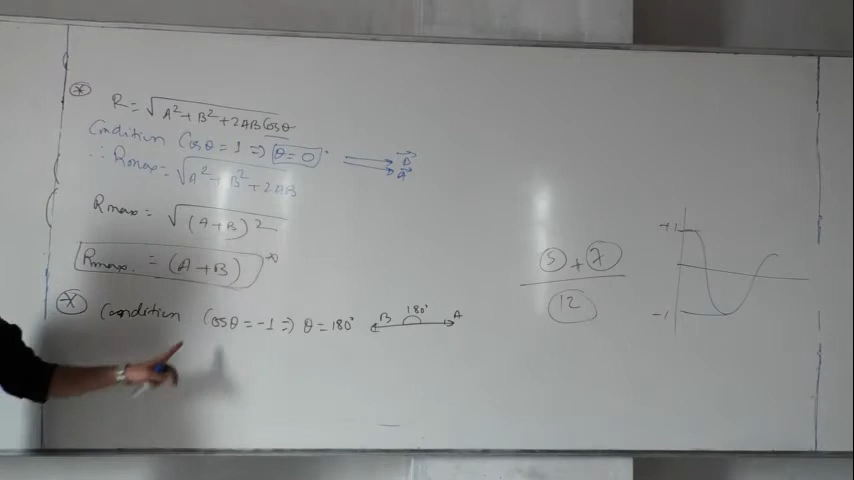 * R = √A² + B² + 2AB Cosθ
Condition Cosθ = 1 => θ = 0° B
A
∴ Rmax = √A² + B² + 2AB
Rmax = √(A+B)²
Rmax. = (A+B) *
* Condition Cosθ = -1 => θ = 180° B 180° A
5 + 7
12
+1
-1